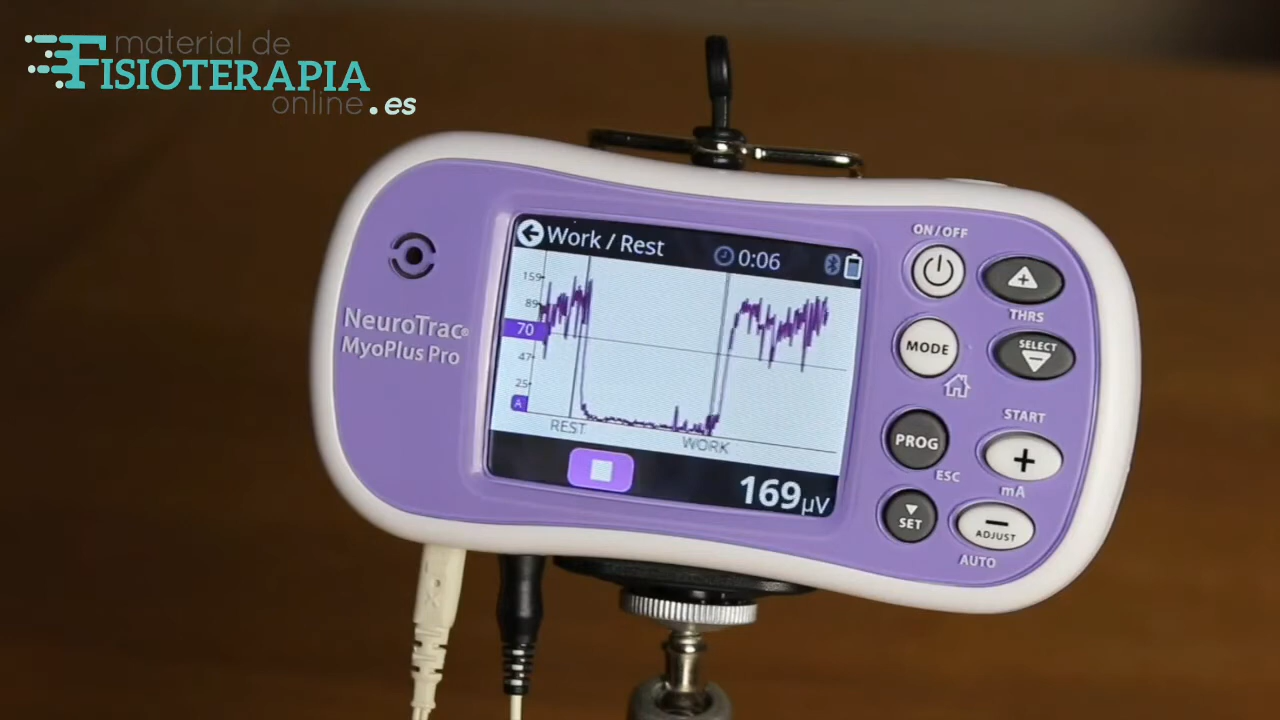 material de
FISIOTERAPIA
online.es
NeuroTrac®
MyoPlus Pro
Work / Rest
0:06
159
89
70
47
25
A
REST
WORK
169µV
ON/OFF
THRS
MODE
SELECT
START
PROG
ESC
mA
SET
ADJUST
AUTO